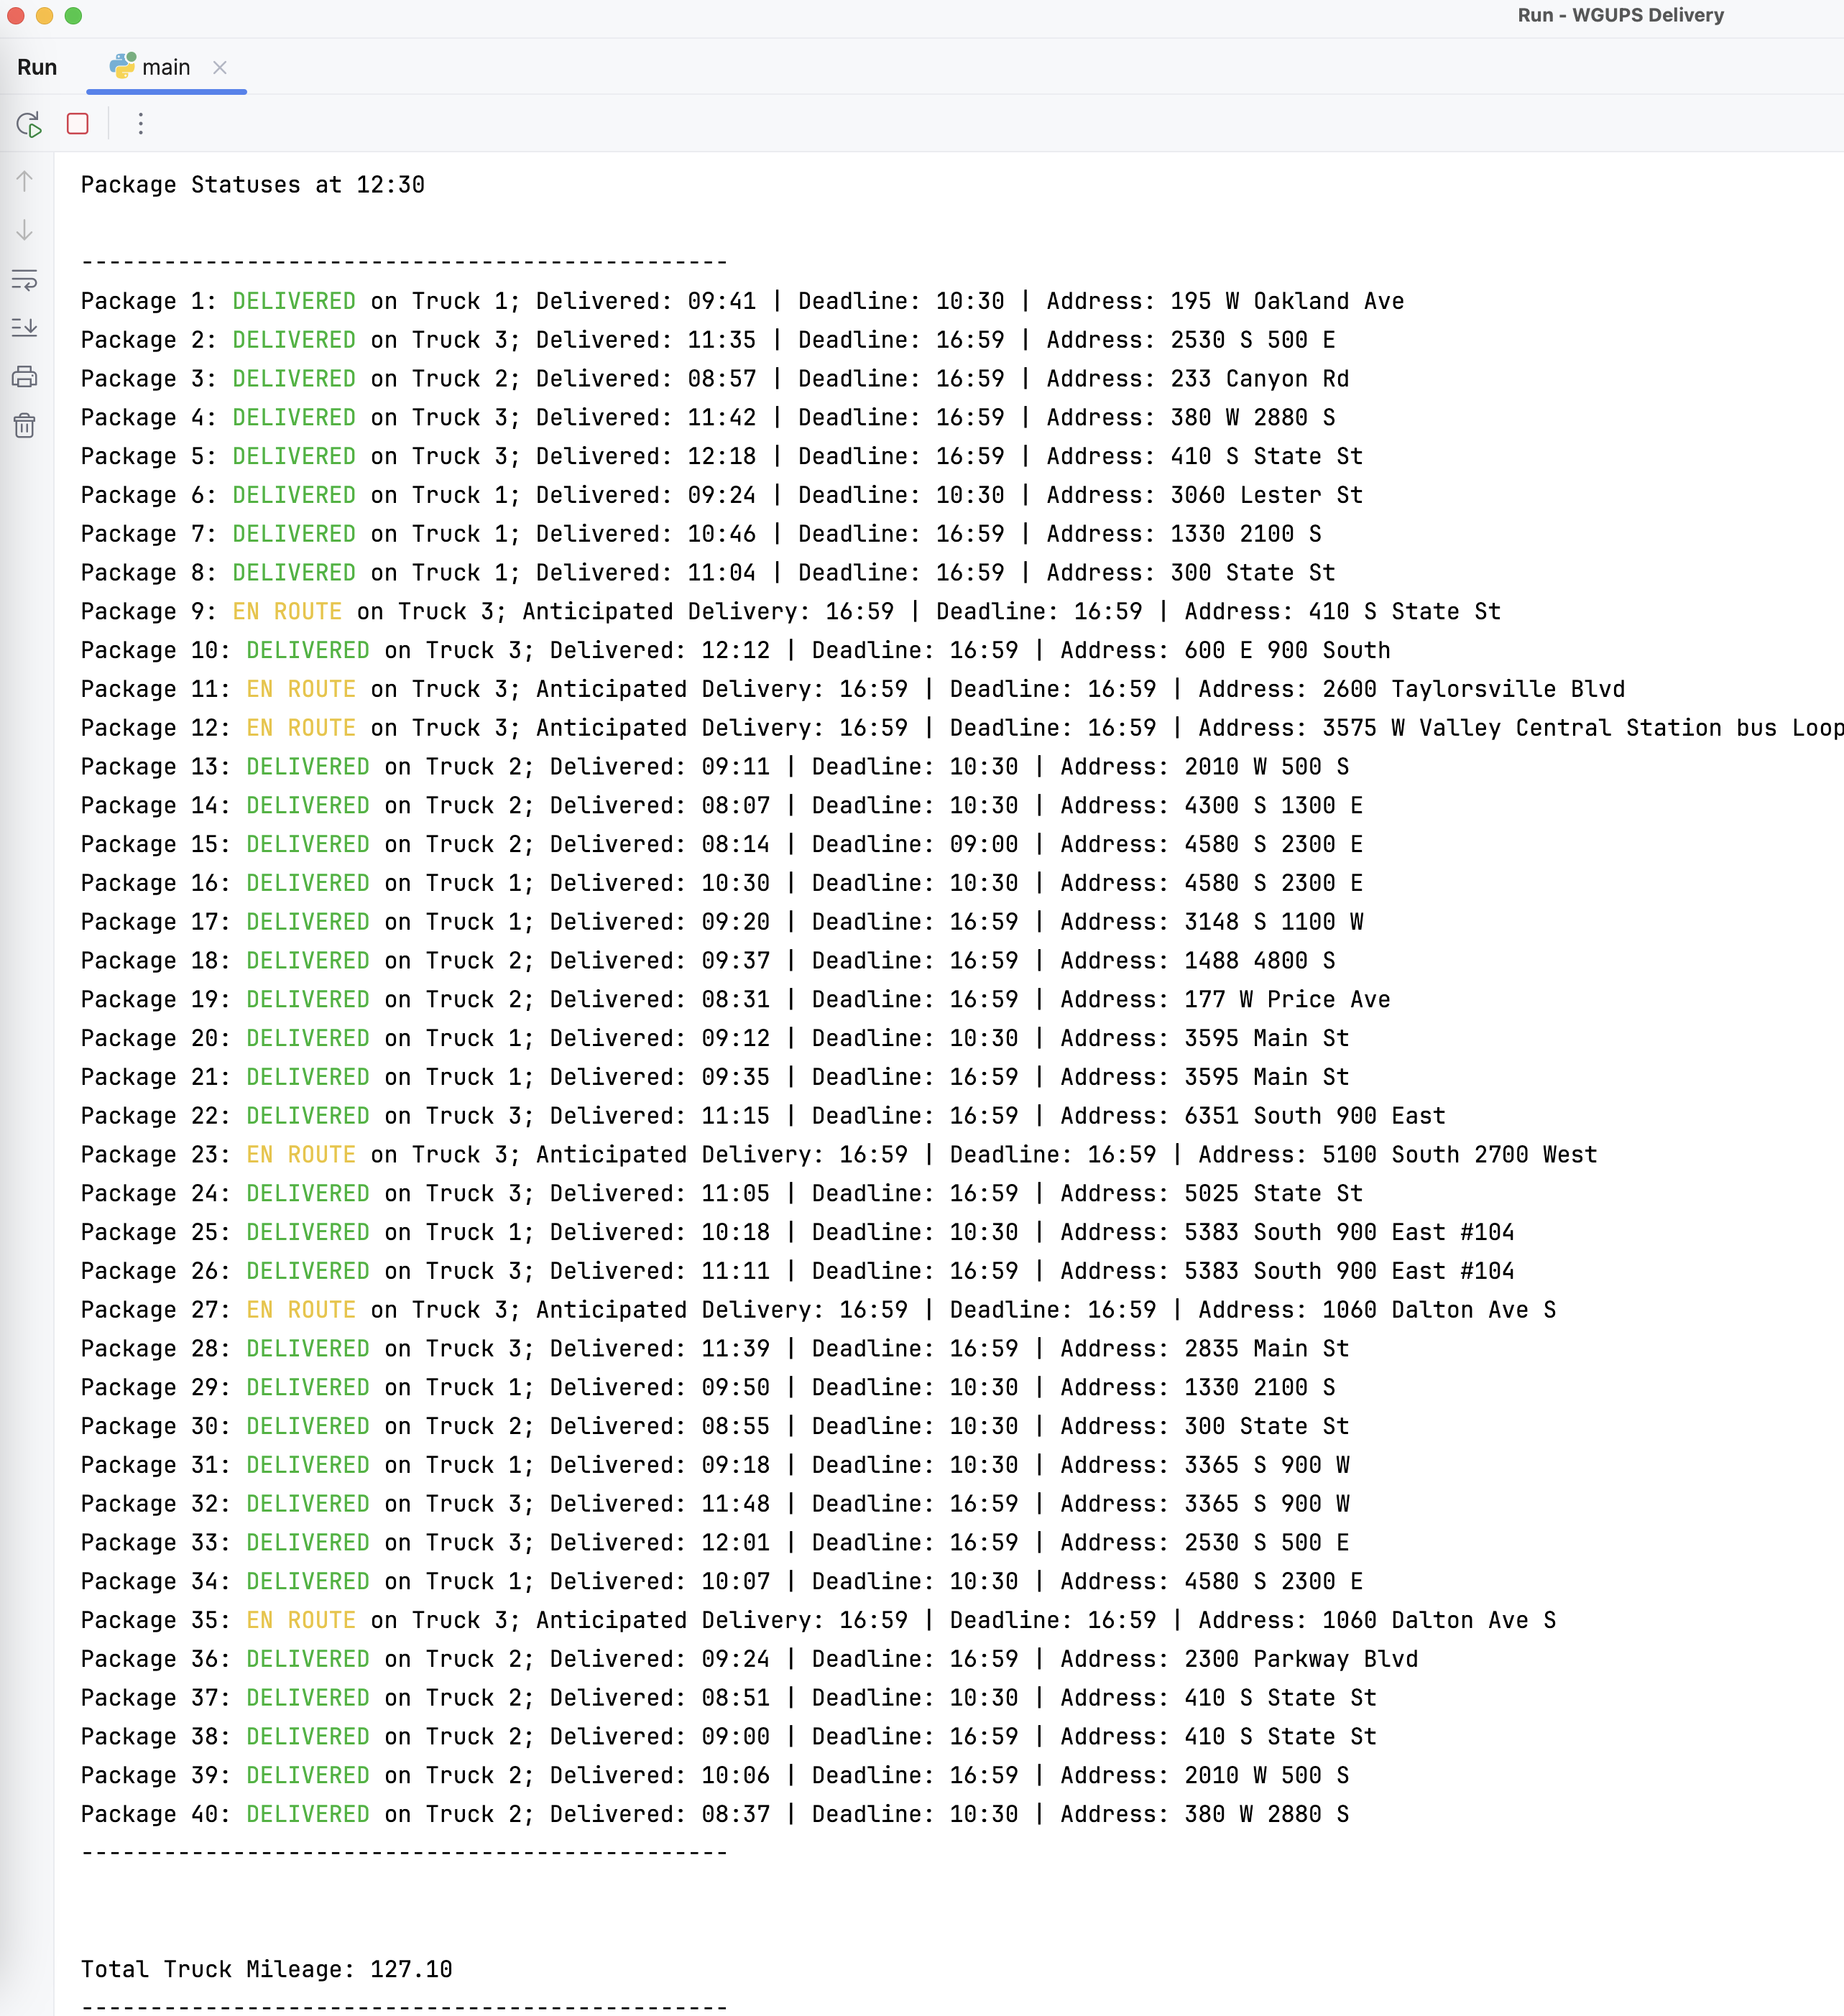 Run - WGUPS Delivery
Run main
Package Statuses at 12:30
-----------------------------------------------
Package 1: DELIVERED on Truck 1; Delivered: 09:41 | Deadline: 10:30 | Address: 195 W Oakland Ave
Package 2: DELIVERED on Truck 3; Delivered: 11:35 | Deadline: 16:59 | Address: 2530 S 500 E
Package 3: DELIVERED on Truck 2; Delivered: 08:57 | Deadline: 16:59 | Address: 233 Canyon Rd
Package 4: DELIVERED on Truck 3; Delivered: 11:42 | Deadline: 16:59 | Address: 380 W 2880 S
Package 5: DELIVERED on Truck 3; Delivered: 12:18 | Deadline: 16:59 | Address: 410 S State St
Package 6: DELIVERED on Truck 1; Delivered: 09:24 | Deadline: 10:30 | Address: 3060 Lester St
Package 7: DELIVERED on Truck 1; Delivered: 10:46 | Deadline: 16:59 | Address: 1330 2100 S
Package 8: DELIVERED on Truck 1; Delivered: 11:04 | Deadline: 16:59 | Address: 300 State St
Package 9: EN ROUTE on Truck 3; Anticipated Delivery: 16:59 | Deadline: 16:59 | Address: 410 S State St
Package 10: DELIVERED on Truck 3; Delivered: 12:12 | Deadline: 16:59 | Address: 600 E 900 South
Package 11: EN ROUTE on Truck 3; Anticipated Delivery: 16:59 | Deadline: 16:59 | Address: 2600 Taylorsville Blvd
Package 12: EN ROUTE on Truck 3; Anticipated Delivery: 16:59 | Deadline: 16:59 | Address: 3575 W Valley Central Station bus Loop
Package 13: DELIVERED on Truck 2; Delivered: 09:11 | Deadline: 10:30 | Address: 2010 W 500 S
Package 14: DELIVERED on Truck 2; Delivered: 08:07 | Deadline: 10:30 | Address: 4300 S 1300 E
Package 15: DELIVERED on Truck 2; Delivered: 08:14 | Deadline: 09:00 | Address: 4580 S 2300 E
Package 16: DELIVERED on Truck 1; Delivered: 10:30 | Deadline: 10:30 | Address: 4580 S 2300 E
Package 17: DELIVERED on Truck 1; Delivered: 09:20 | Deadline: 16:59 | Address: 3148 S 1100 W
Package 18: DELIVERED on Truck 2; Delivered: 09:37 | Deadline: 16:59 | Address: 1488 4800 S
Package 19: DELIVERED on Truck 2; Delivered: 08:31 | Deadline: 16:59 | Address: 177 W Price Ave
Package 20: DELIVERED on Truck 1; Delivered: 09:12 | Deadline: 10:30 | Address: 3595 Main St
Package 21: DELIVERED on Truck 1; Delivered: 09:35 | Deadline: 16:59 | Address: 3595 Main St
Package 22: DELIVERED on Truck 3; Delivered: 11:15 | Deadline: 16:59 | Address: 6351 South 900 East
Package 23: EN ROUTE on Truck 3; Anticipated Delivery: 16:59 | Deadline: 16:59 | Address: 5100 South 2700 West
Package 24: DELIVERED on Truck 3; Delivered: 11:05 | Deadline: 16:59 | Address: 5025 State St
Package 25: DELIVERED on Truck 1; Delivered: 10:18 | Deadline: 10:30 | Address: 5383 South 900 East #104
Package 26: DELIVERED on Truck 3; Delivered: 11:11 | Deadline: 16:59 | Address: 5383 South 900 East #104
Package 27: EN ROUTE on Truck 3; Anticipated Delivery: 16:59 | Deadline: 16:59 | Address: 1060 Dalton Ave S
Package 28: DELIVERED on Truck 3; Delivered: 11:39 | Deadline: 16:59 | Address: 2835 Main St
Package 29: DELIVERED on Truck 1; Delivered: 09:50 | Deadline: 10:30 | Address: 1330 2100 S
Package 30: DELIVERED on Truck 2; Delivered: 08:55 | Deadline: 10:30 | Address: 300 State St
Package 31: DELIVERED on Truck 1; Delivered: 09:18 | Deadline: 10:30 | Address: 3365 S 900 W
Package 32: DELIVERED on Truck 3; Delivered: 11:48 | Deadline: 16:59 | Address: 3365 S 900 W
Package 33: DELIVERED on Truck 3; Delivered: 12:01 | Deadline: 16:59 | Address: 2530 S 500 E
Package 34: DELIVERED on Truck 1; Delivered: 10:07 | Deadline: 10:30 | Address: 4580 S 2300 E
Package 35: EN ROUTE on Truck 3; Anticipated Delivery: 16:59 | Deadline: 16:59 | Address: 1060 Dalton Ave S
Package 36: DELIVERED on Truck 2; Delivered: 09:24 | Deadline: 16:59 | Address: 2300 Parkway Blvd
Package 37: DELIVERED on Truck 2; Delivered: 08:51 | Deadline: 10:30 | Address: 410 S State St
Package 38: DELIVERED on Truck 2; Delivered: 09:00 | Deadline: 16:59 | Address: 410 S State St
Package 39: DELIVERED on Truck 2; Delivered: 10:06 | Deadline: 16:59 | Address: 2010 W 500 S
Package 40: DELIVERED on Truck 2; Delivered: 08:37 | Deadline: 10:30 | Address: 380 W 2880 S
-----------------------------------------------
Total Truck Mileage: 127.10
-----------------------------------------------